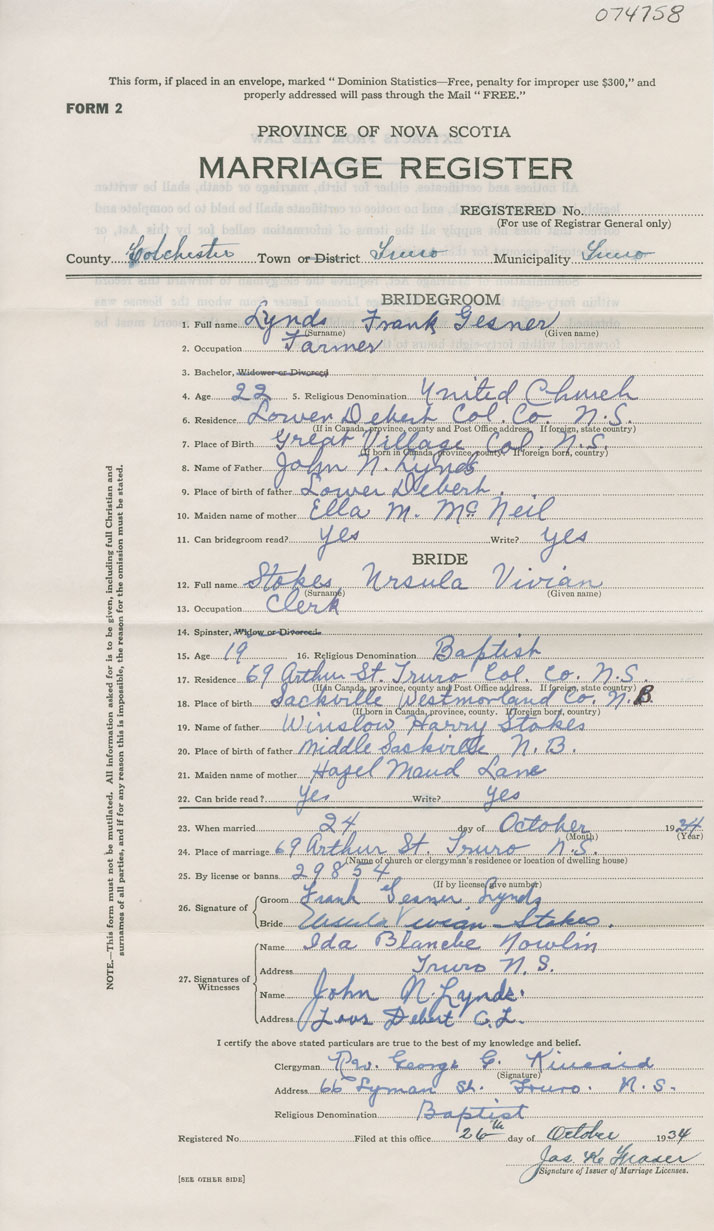 074758
This form, if placed in an envelope, marked " Dominion Statistics—Free, penalty for improper use $300," and
properly addressed will pass through the Mail " FREE."
FORM 2
PROVINCE OF NOVA SCOTIA
MARRIAGE REGISTER
REGISTERED No.
(For use of Registrar General only)
County Colchester Town or District Truro Municipality Truro
BRIDEGROOM
1. Full name Lynds Frank Gesner
(Surname) (Given name)
2. Occupation Farmer
3. Bachelor, Widower or Divorced
4. Age 22 5. Religious Denomination United Church
6. Residence Lower Debert Col. Co. N.S.
(If in Canada, province, county and Post Office address. If foreign, state country)
7. Place of Birth Great Village Col. N.S.
(If born in Canada, province, county. If foreign born, country)
8. Name of Father John N. Lynds
9. Place of birth of father Lower Debert.
10. Maiden name of mother Ella M. McNeil
11. Can bridegroom read? yes Write? yes
BRIDE
12. Full name Stokes, Ursula Vivian
(Surname) (Given name)
13. Occupation Clerk
14. Spinster, Widow or Divorced
15. Age 19 16. Religious Denomination Baptist
17. Residence 69 Arthur St. Truro Col. Co. N.S.
(If in Canada, province, county and Post Office address. If foreign, state country)
18. Place of birth Sackville Westmorland Co. N.B.
(If born in Canada, province, county. If foreign born, country)
19. Name of father Winslow Harry Stokes
20. Place of birth of father Middle Sackville N.B.
21. Maiden name of mother Hazel Maud Lane
22. Can bride read? Yes Write? yes
23. When married 24 day of October 1934
(Month) (Year)
24. Place of marriage 69 Arthur St. Truro N.S.
(Name of church or clergyman's residence or location of dwelling house)
25. By license or banns 29854
(If by license, give number)
26. Signature of Groom Frank Gesner Lynds
Bride Ursula Vivian Stokes.
27. Signatures of Witnesses
Name Ida Blanche Nowlin
Address Truro N.S.
Name John N. Lynds.
Address Debert
I certify the above stated particulars are true to the best of my knowledge and belief.
Clergyman Rev. George G. Kincaid
(Signature)
Address 66 Lyman St. Truro. N.S.
Religious Denomination Baptist
Registered No. Filed at this office 26th day of October 1934
Jas. Fraser
Signature of Issuer of Marriage Licenses.
[SEE OTHER SIDE]
NOTE.—This form must not be mutilated. All information asked for is to be given, including full Christian and
surnames of all parties, and if for any reason this is impossible, the reason for the omission must be stated.